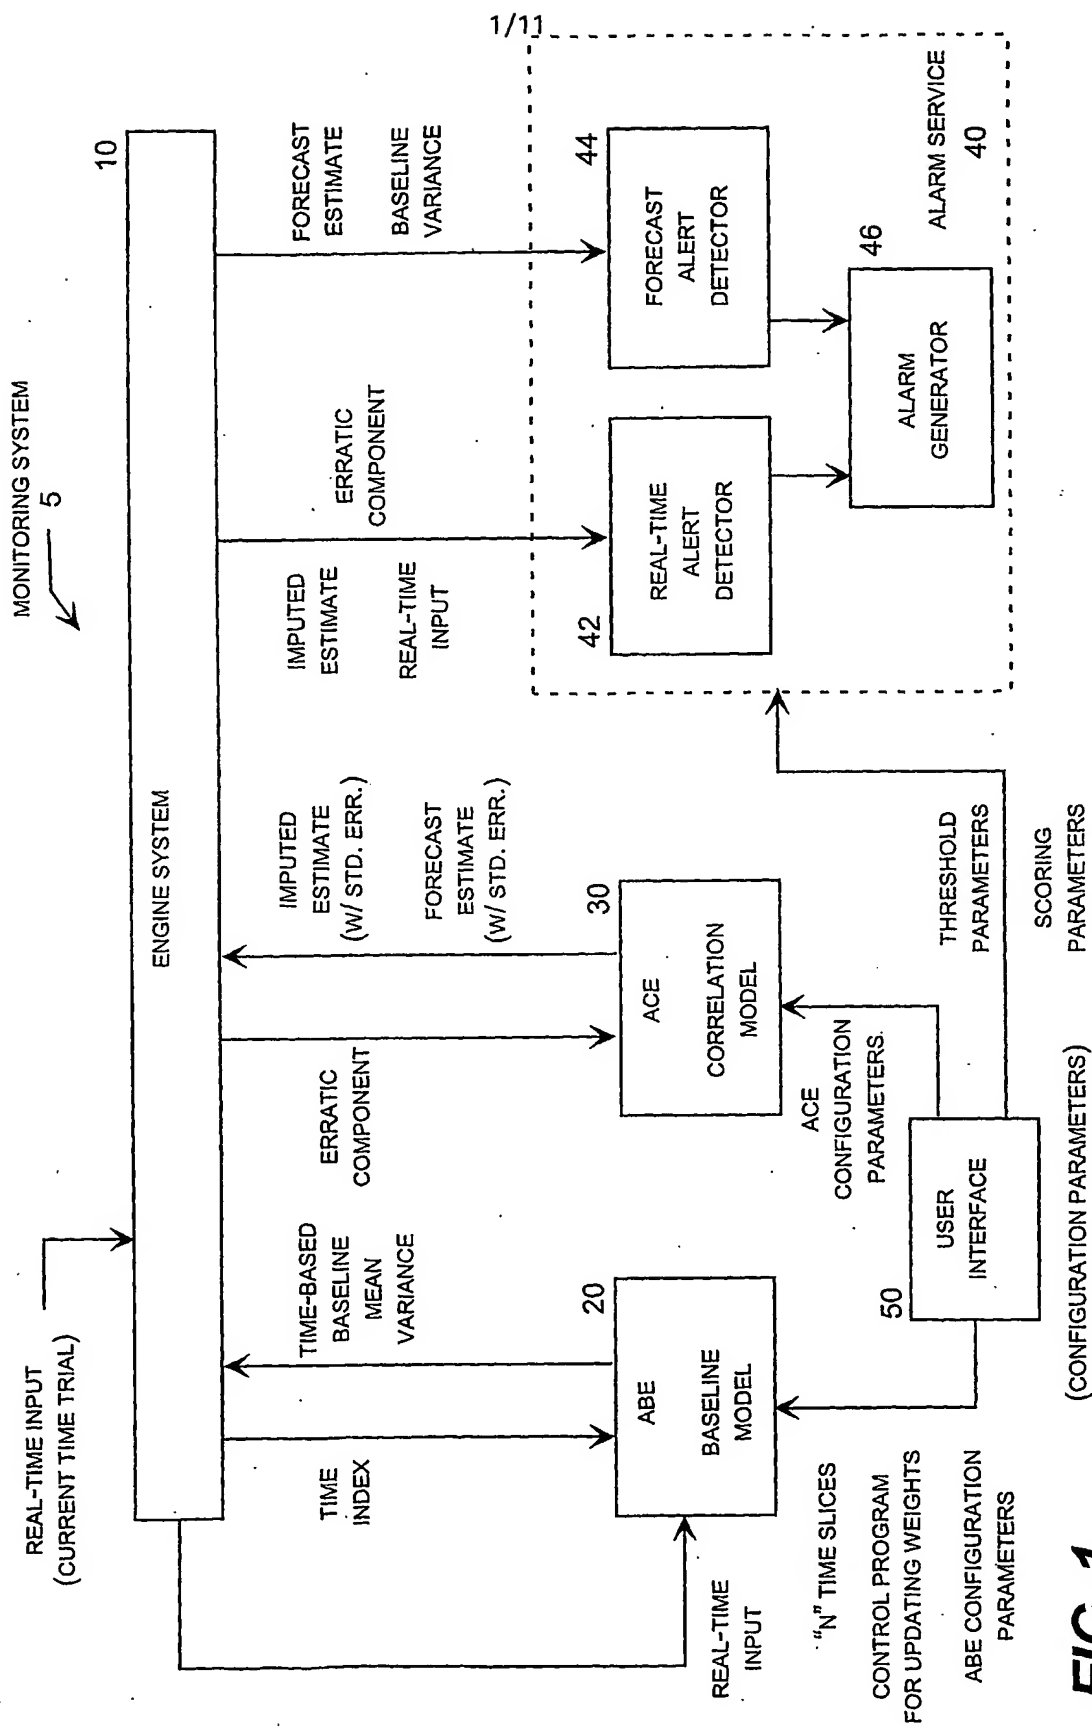 1/11
MONITORING SYSTEM
5
REAL-TIME INPUT
(CURRENT TIME TRIAL)
10
ENGINE SYSTEM
TIME
INDEX
TIME-BASED
BASELINE
MEAN
VARIANCE
ERRATIC
COMPONENT
IMPUTED
ESTIMATE
(W/ STD. ERR.)
FORECAST
ESTIMATE
(W/ STD. ERR.)
IMPUTED
ESTIMATE
REAL-TIME
INPUT
ERRATIC
COMPONENT
FORECAST
ESTIMATE
BASELINE
VARIANCE
REAL-TIME
INPUT
20
ABE
BASELINE
MODEL
30
ACE
CORRELATION
MODEL
42
REAL-TIME
ALERT
DETECTOR
44
FORECAST
ALERT
DETECTOR
46
ALARM
GENERATOR
ALARM SERVICE
40
"N" TIME SLICES
CONTROL PROGRAM
FOR UPDATING WEIGHTS
ABE CONFIGURATION
PARAMETERS
50
USER
INTERFACE
ACE
CONFIGURATION
PARAMETERS.
THRESHOLD
PARAMETERS
SCORING
PARAMETERS
(CONFIGURATION PARAMETERS)
FIG. 1